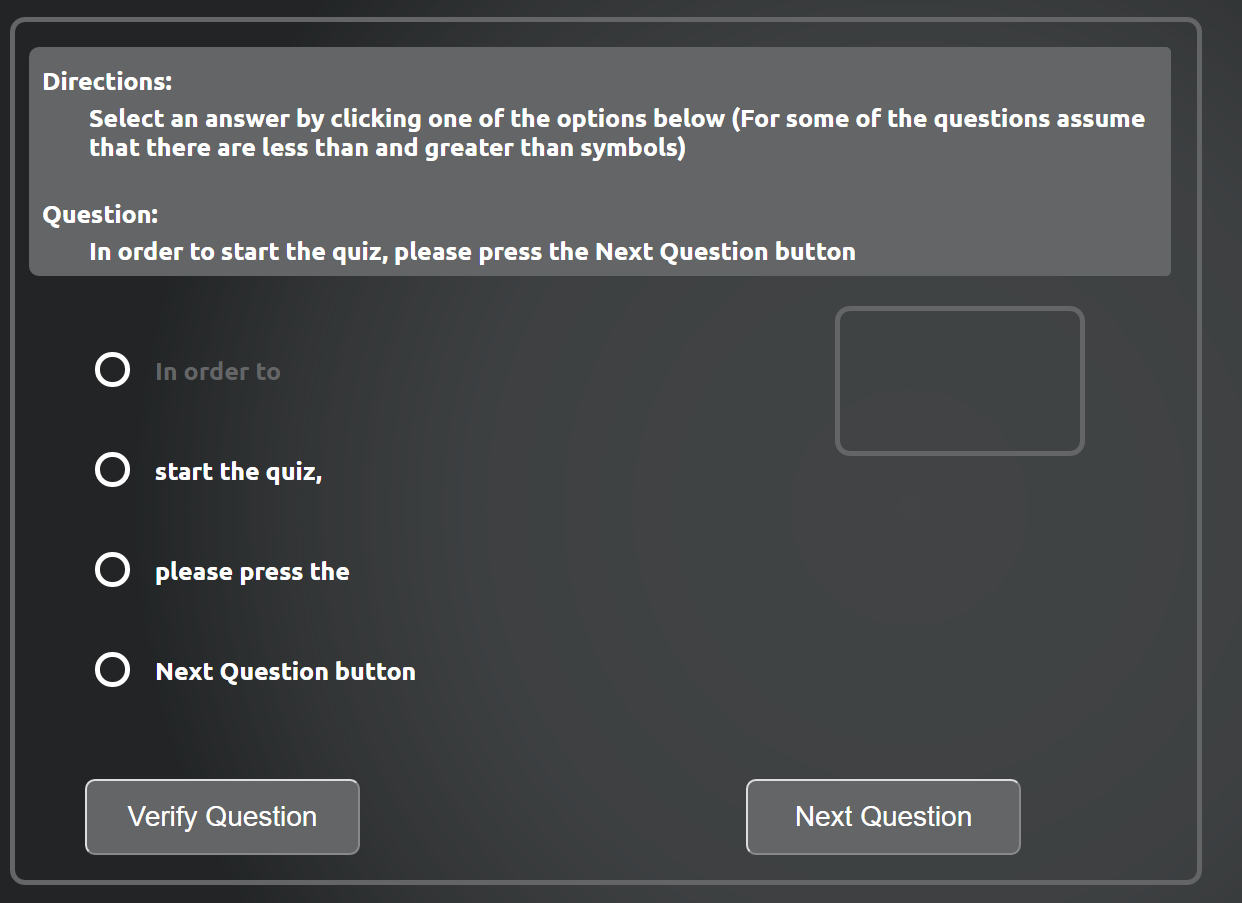 Directions:
Select an answer by clicking one of the options below (For some of the questions assume
that there are less than and greater than symbols)
Question:
In order to start the quiz, please press the Next Question button
In order to
start the quiz,
please press the
Next Question button
Verify Question
Next Question